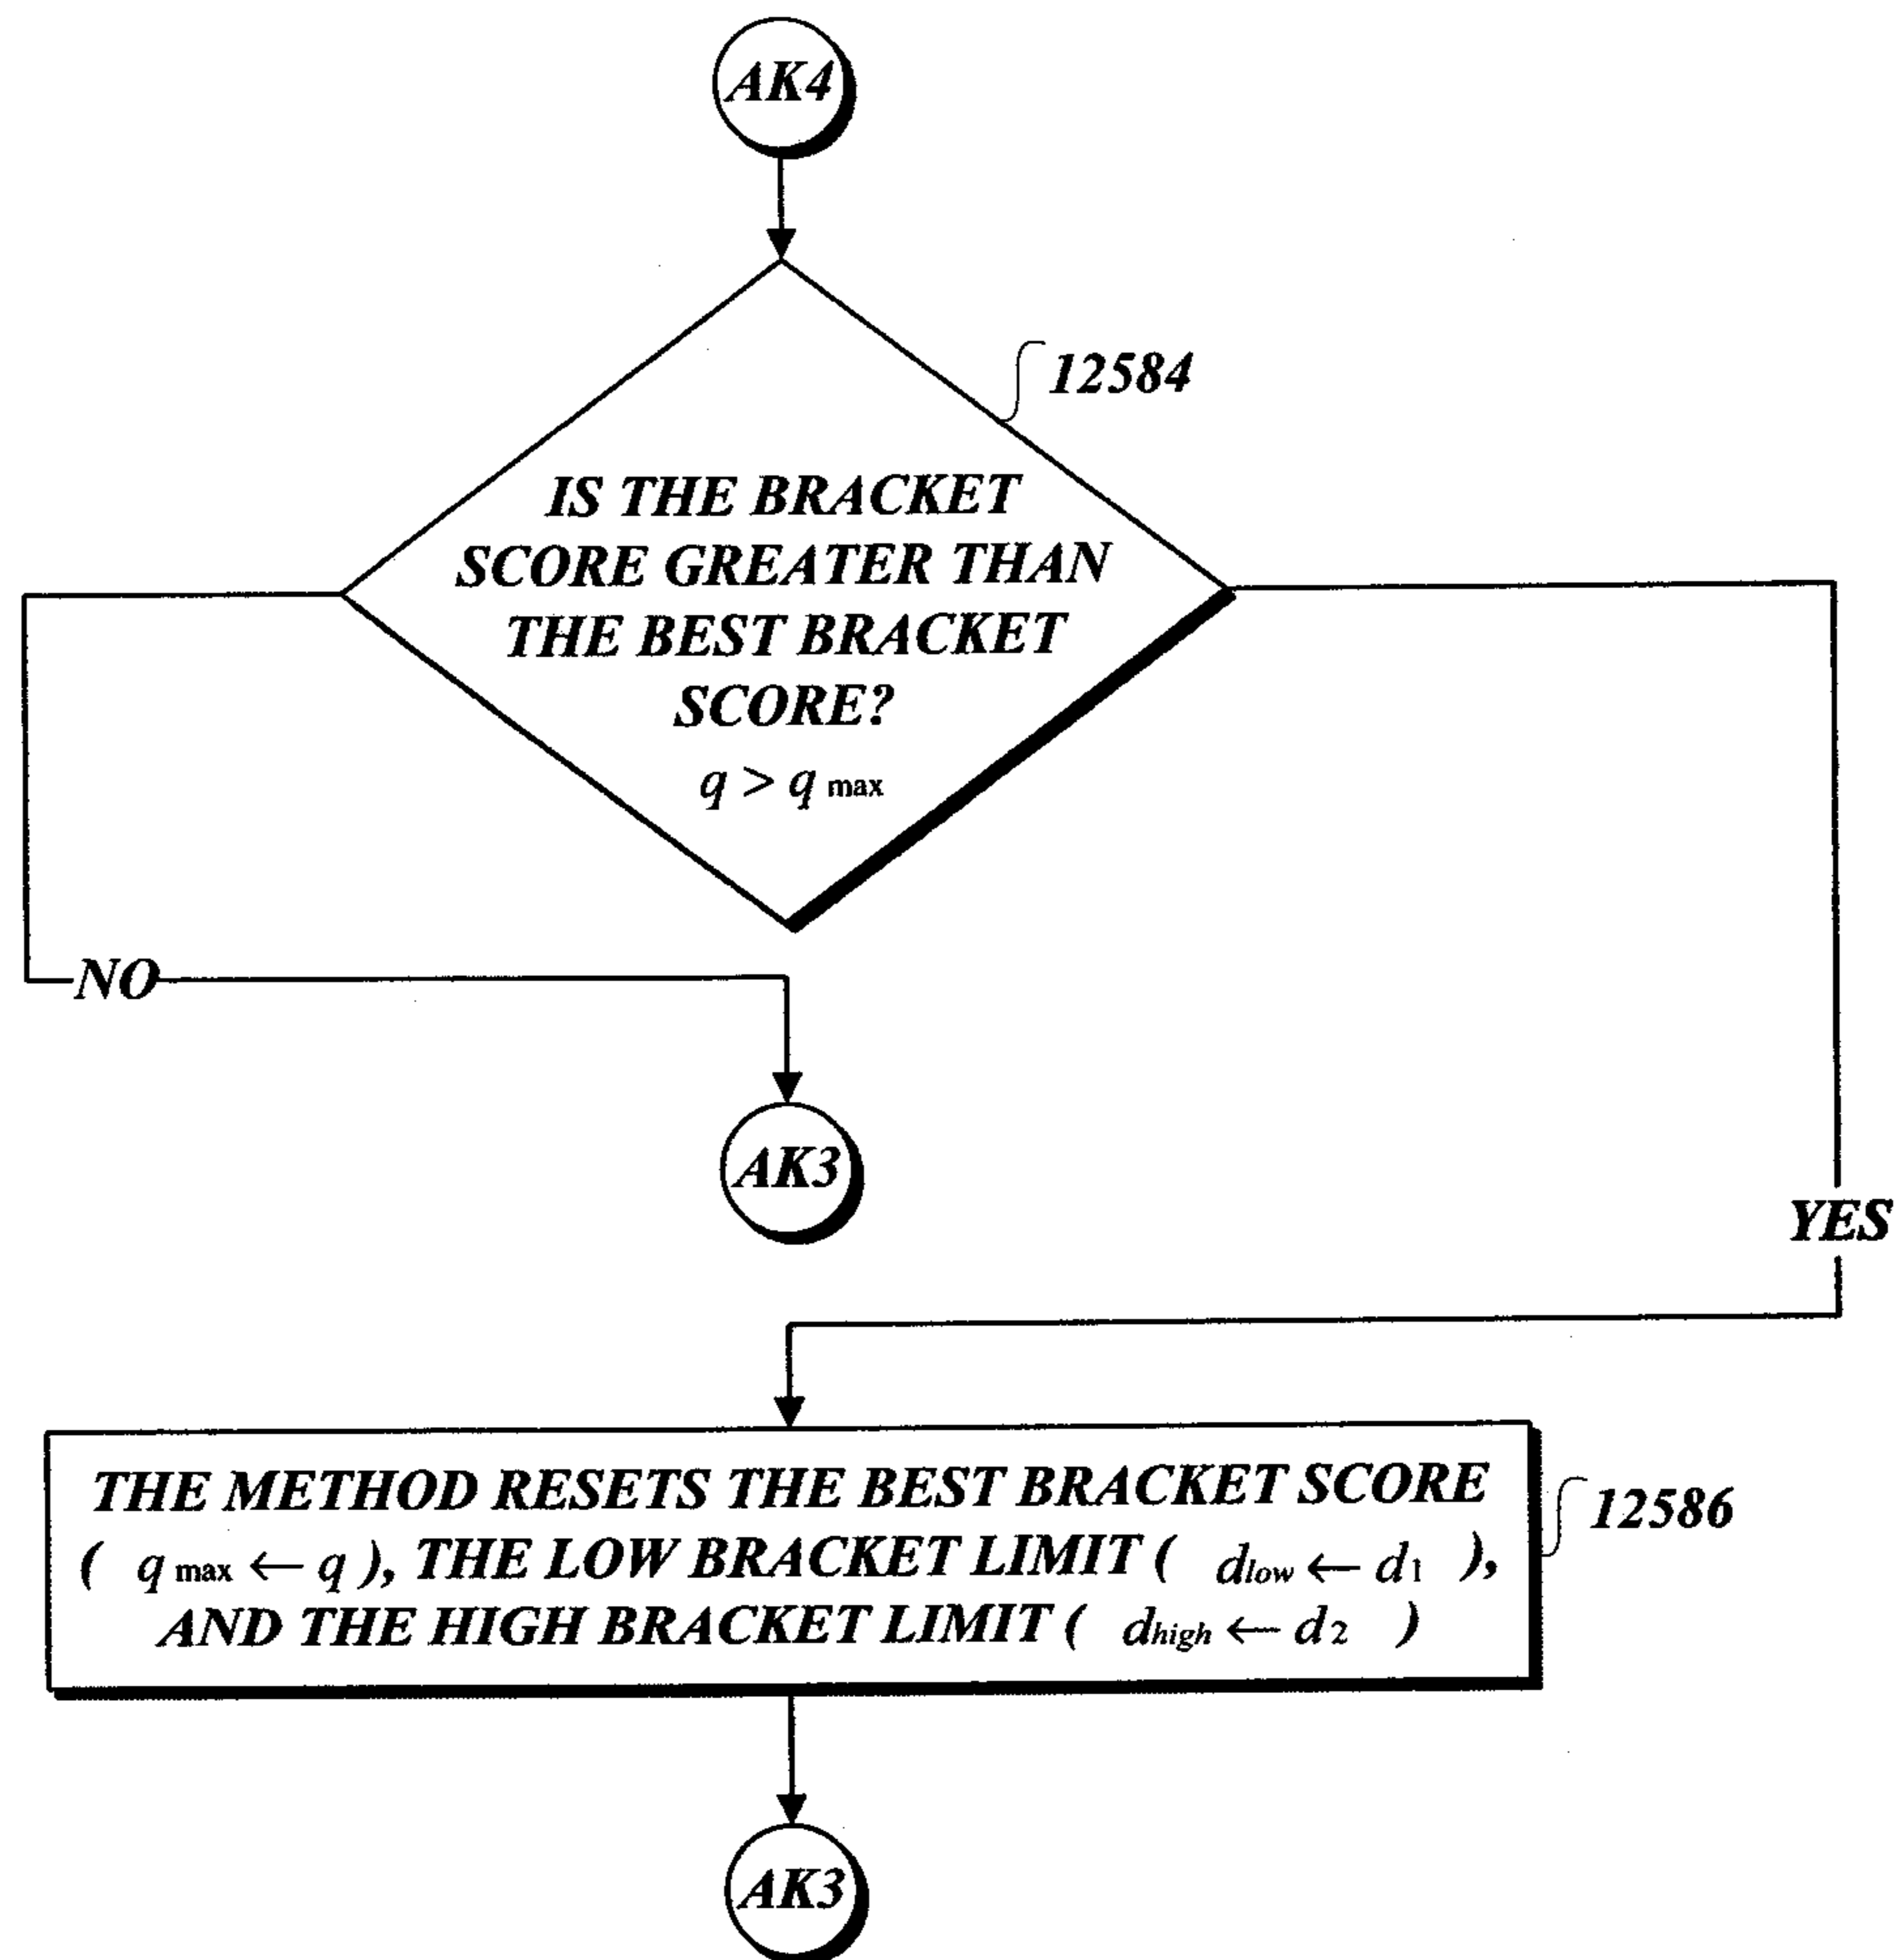 AK4
12584
IS THE BRACKET
SCORE GREATER THAN
THE BEST BRACKET
SCORE?
q > q max
NO
AK3
YES
THE METHOD RESETS THE BEST BRACKET SCORE
( q max ← q ), THE LOW BRACKET LIMIT ( dlow ← d1 ),
AND THE HIGH BRACKET LIMIT ( dhigh ← d2 )
12586
AK3